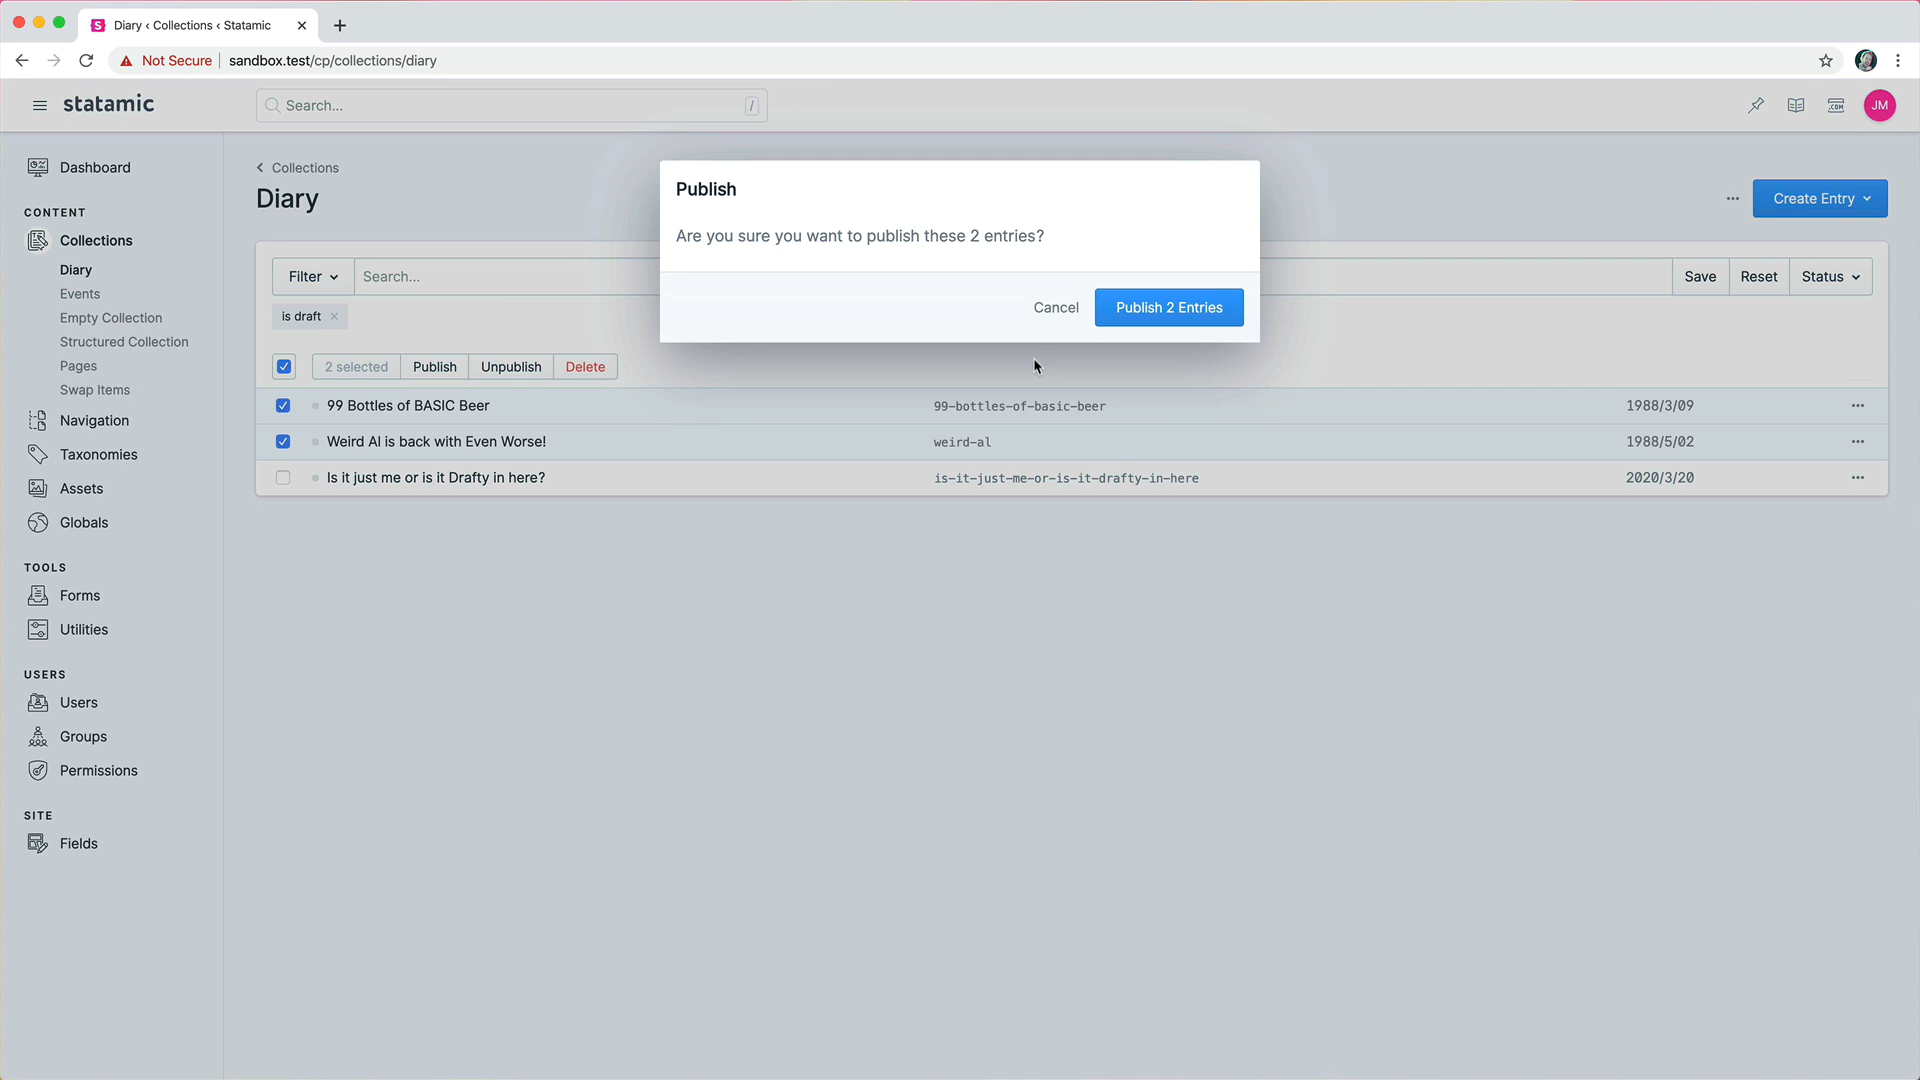 Diary ‹ Collections ‹ Statamic
Not Secure
sandbox.test/cp/collections/diary
statamic
Search...
/
.COM
JM
Dashboard
CONTENT
Collections
Diary
Events
Empty Collection
Structured Collection
Pages
Swap Items
Navigation
Taxonomies
Assets
Globals
TOOLS
Forms
Utilities
USERS
Users
Groups
Permissions
SITE
Fields
Collections
Diary
Create Entry
Filter
Search...
Save
Reset
Status
is draft
2 selected
Publish
Unpublish
Delete
99 Bottles of BASIC Beer
99-bottles-of-basic-beer
1988/3/09
Weird Al is back with Even Worse!
weird-al
1988/5/02
Is it just me or is it Drafty in here?
is-it-just-me-or-is-it-drafty-in-here
2020/3/20
Publish
Are you sure you want to publish these 2 entries?
Cancel
Publish 2 Entries